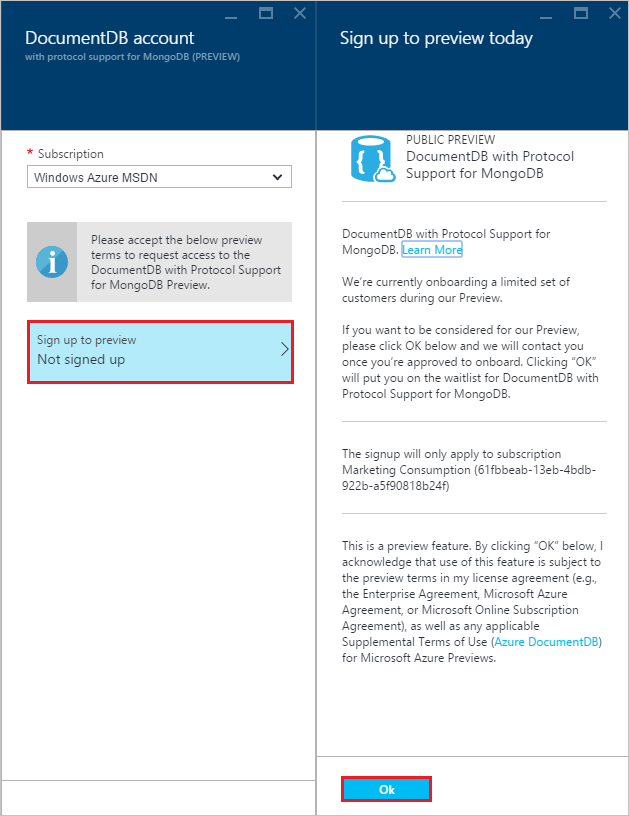 DocumentDB account
with protocol support for MongoDB (PREVIEW)
* Subscription
Windows Azure MSDN
Please accept the below preview
terms to request access to the
DocumentDB with Protocol Support
for MongoDB Preview.
Sign up to preview
Not signed up
Sign up to preview today
PUBLIC PREVIEW
DocumentDB with Protocol
Support for MongoDB
DocumentDB with Protocol Support for
MongoDB. Learn More
We're currently onboarding a limited set of
customers during our Preview.
If you want to be considered for our Preview,
please click OK below and we will contact you
once you're approved to onboard. Clicking “OK”
will put you on the waitlist for DocumentDB with
Protocol Support for MongoDB.
The signup will only apply to subscription
Marketing Consumption (61fbbeab-13eb-4bdb-
922b-a5f90818b24f)
This is a preview feature. By clicking “OK” below, I
acknowledge that use of this feature is subject to
the preview terms in my license agreement (e.g.,
the Enterprise Agreement, Microsoft Azure
Agreement, or Microsoft Online Subscription
Agreement), as well as any applicable
Supplemental Terms of Use (Azure DocumentDB)
for Microsoft Azure Previews.
Ok